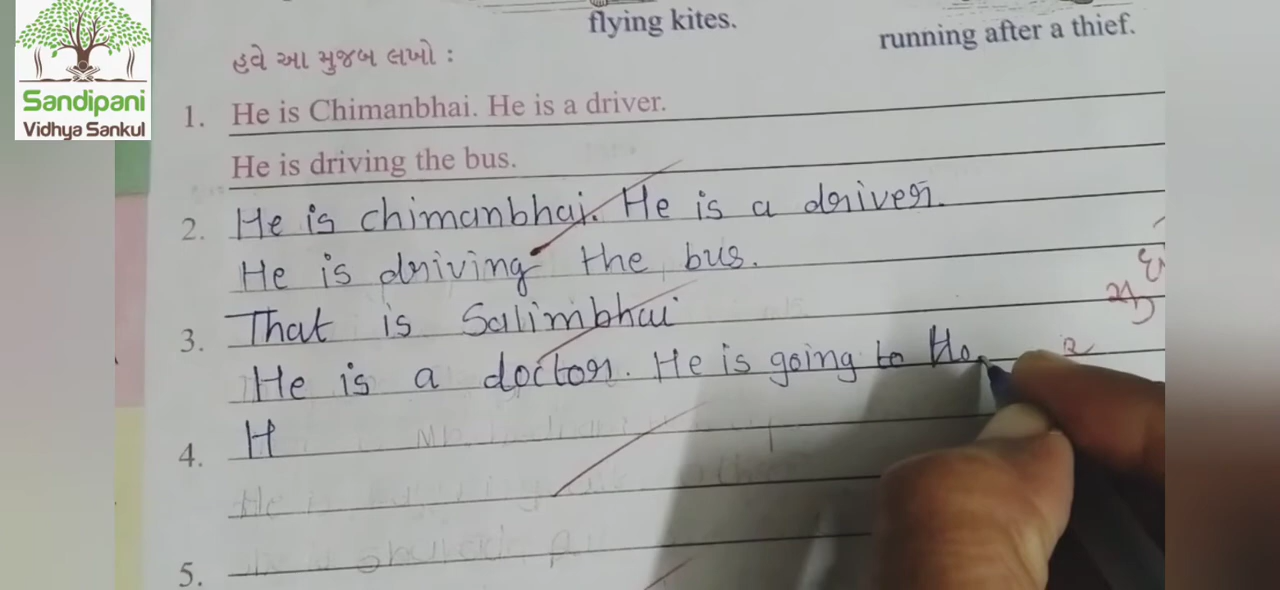 Sandipani
Vidhya Sankul
flying kites.
running after a thief.
હવે આ મુજબ લખો :
1. He is Chimanbhai. He is a driver.
He is driving the bus.
2. He is chimanbhai. He is a driver.
He is driving the bus.
3. That is Salimbhai
He is a doctor. He is going to Ho
4. H
He is
5.